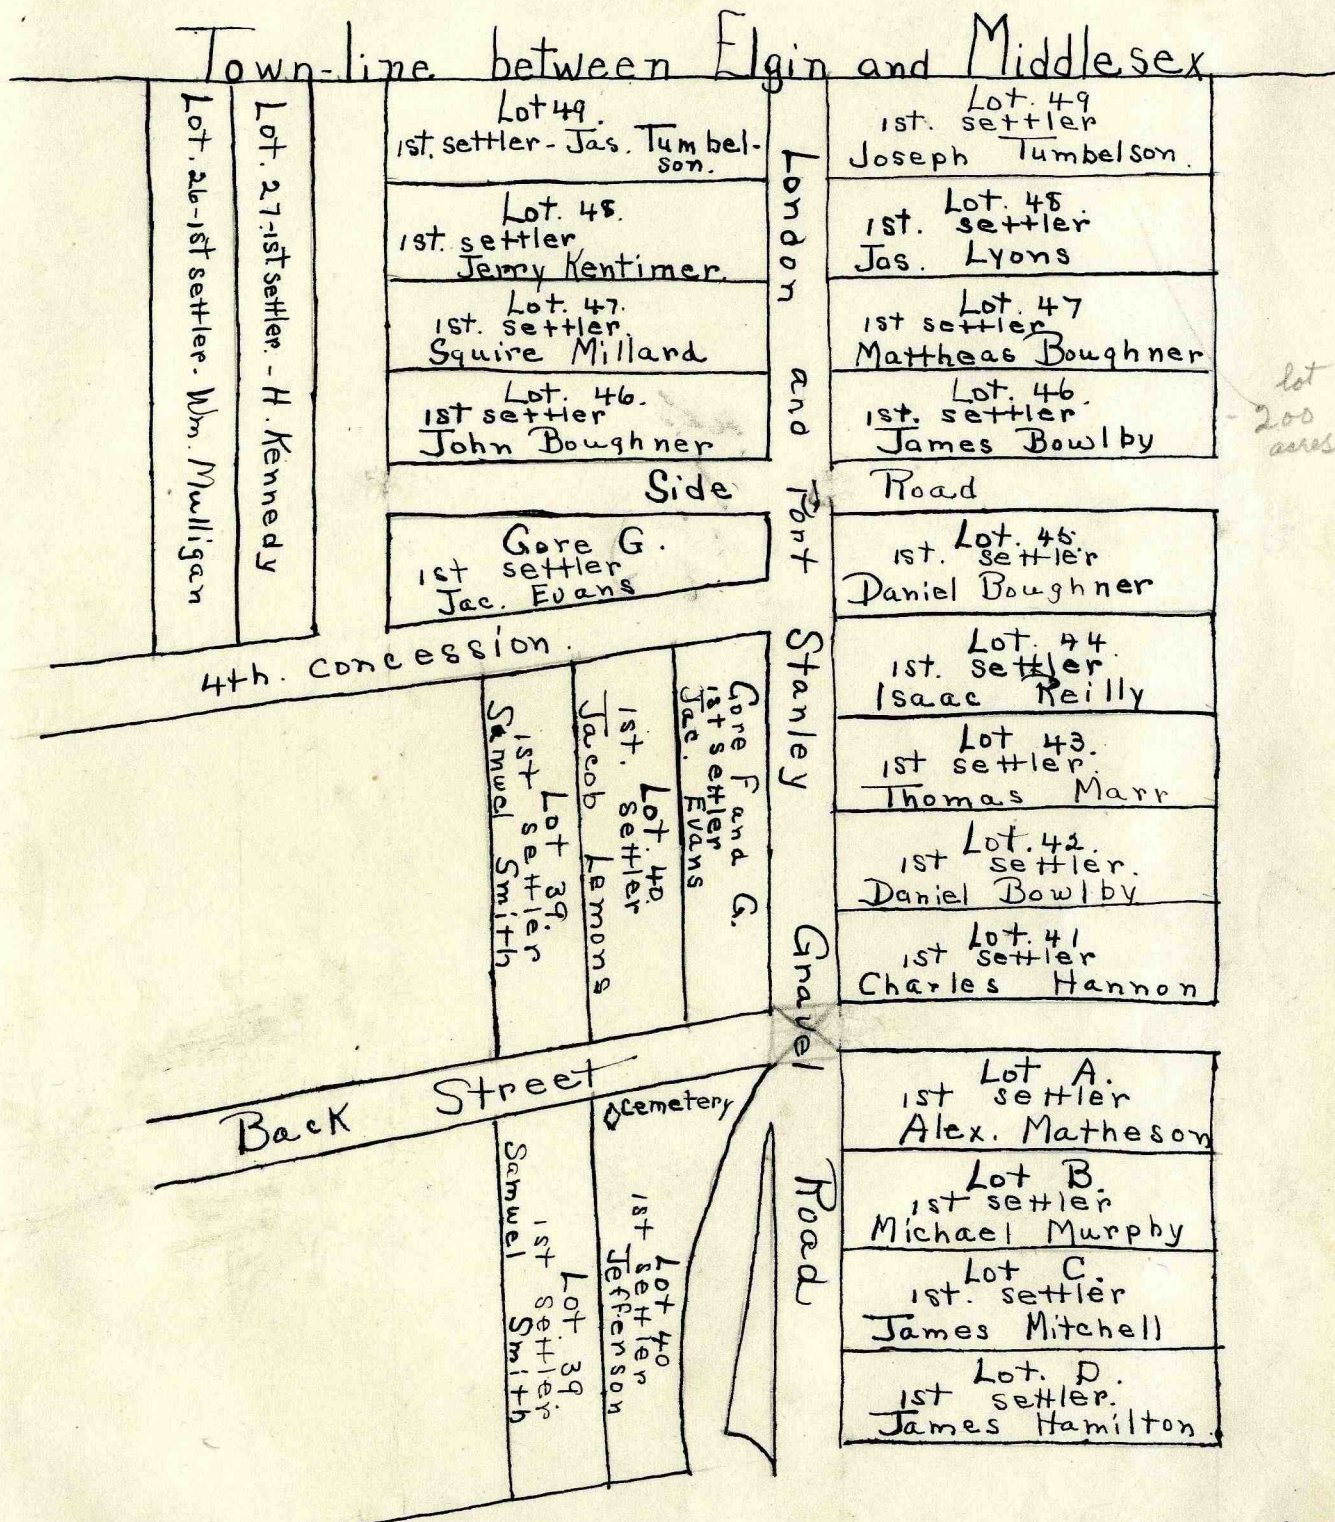 Town-line between Elgin and Middlesex
Lot. 26-1st settler. Wm. Mulligan
Lot. 27-1st settler. - H. Kennedy
Lot 49.
1st. settler - Jas. Tumbel-
son.
Lot. 48.
1st. settler
Jerry Kentimer.
Lot. 47.
1st. settler.
Squire Millard
Lot. 46.
1st settler
John Boughner
London and Port Stanley Gravel Road
Lot. 49
1st. settler
Joseph Tumbelson.
Lot. 48
1st. settler
Jas. Lyons
Lot. 47
1st settler
Mattheas Boughner
Lot. 46.
1st. settler
James Bowlby
lot
200
acres
Side Road
Gore G.
1st settler
Jac. Evans
Lot. 45.
1st. settler
Daniel Boughner
Lot. 44
1st. settler
Isaac Reilly
Lot 43.
1st settler.
Thomas Marr
Lot. 42.
1st settler.
Daniel Bowlby
Lot. 41
1st settler
Charles Hannon
4th. concession.
Lot 39.
1st settler
Samuel Smith
Lot. 40.
1st. settler
Jacob Lemons
Gore F and G.
1st settler
Jac. Evans
Back Street
cemetery
Lot A.
1st settler
Alex. Matheson
Lot B.
1st settler
Michael Murphy
Lot C.
1st. settler
James Mitchell
Lot. D.
1st settler.
James Hamilton.
Lot. 39
1st settler.
Samuel Smith
Lot 40
1st settler
Jefferson